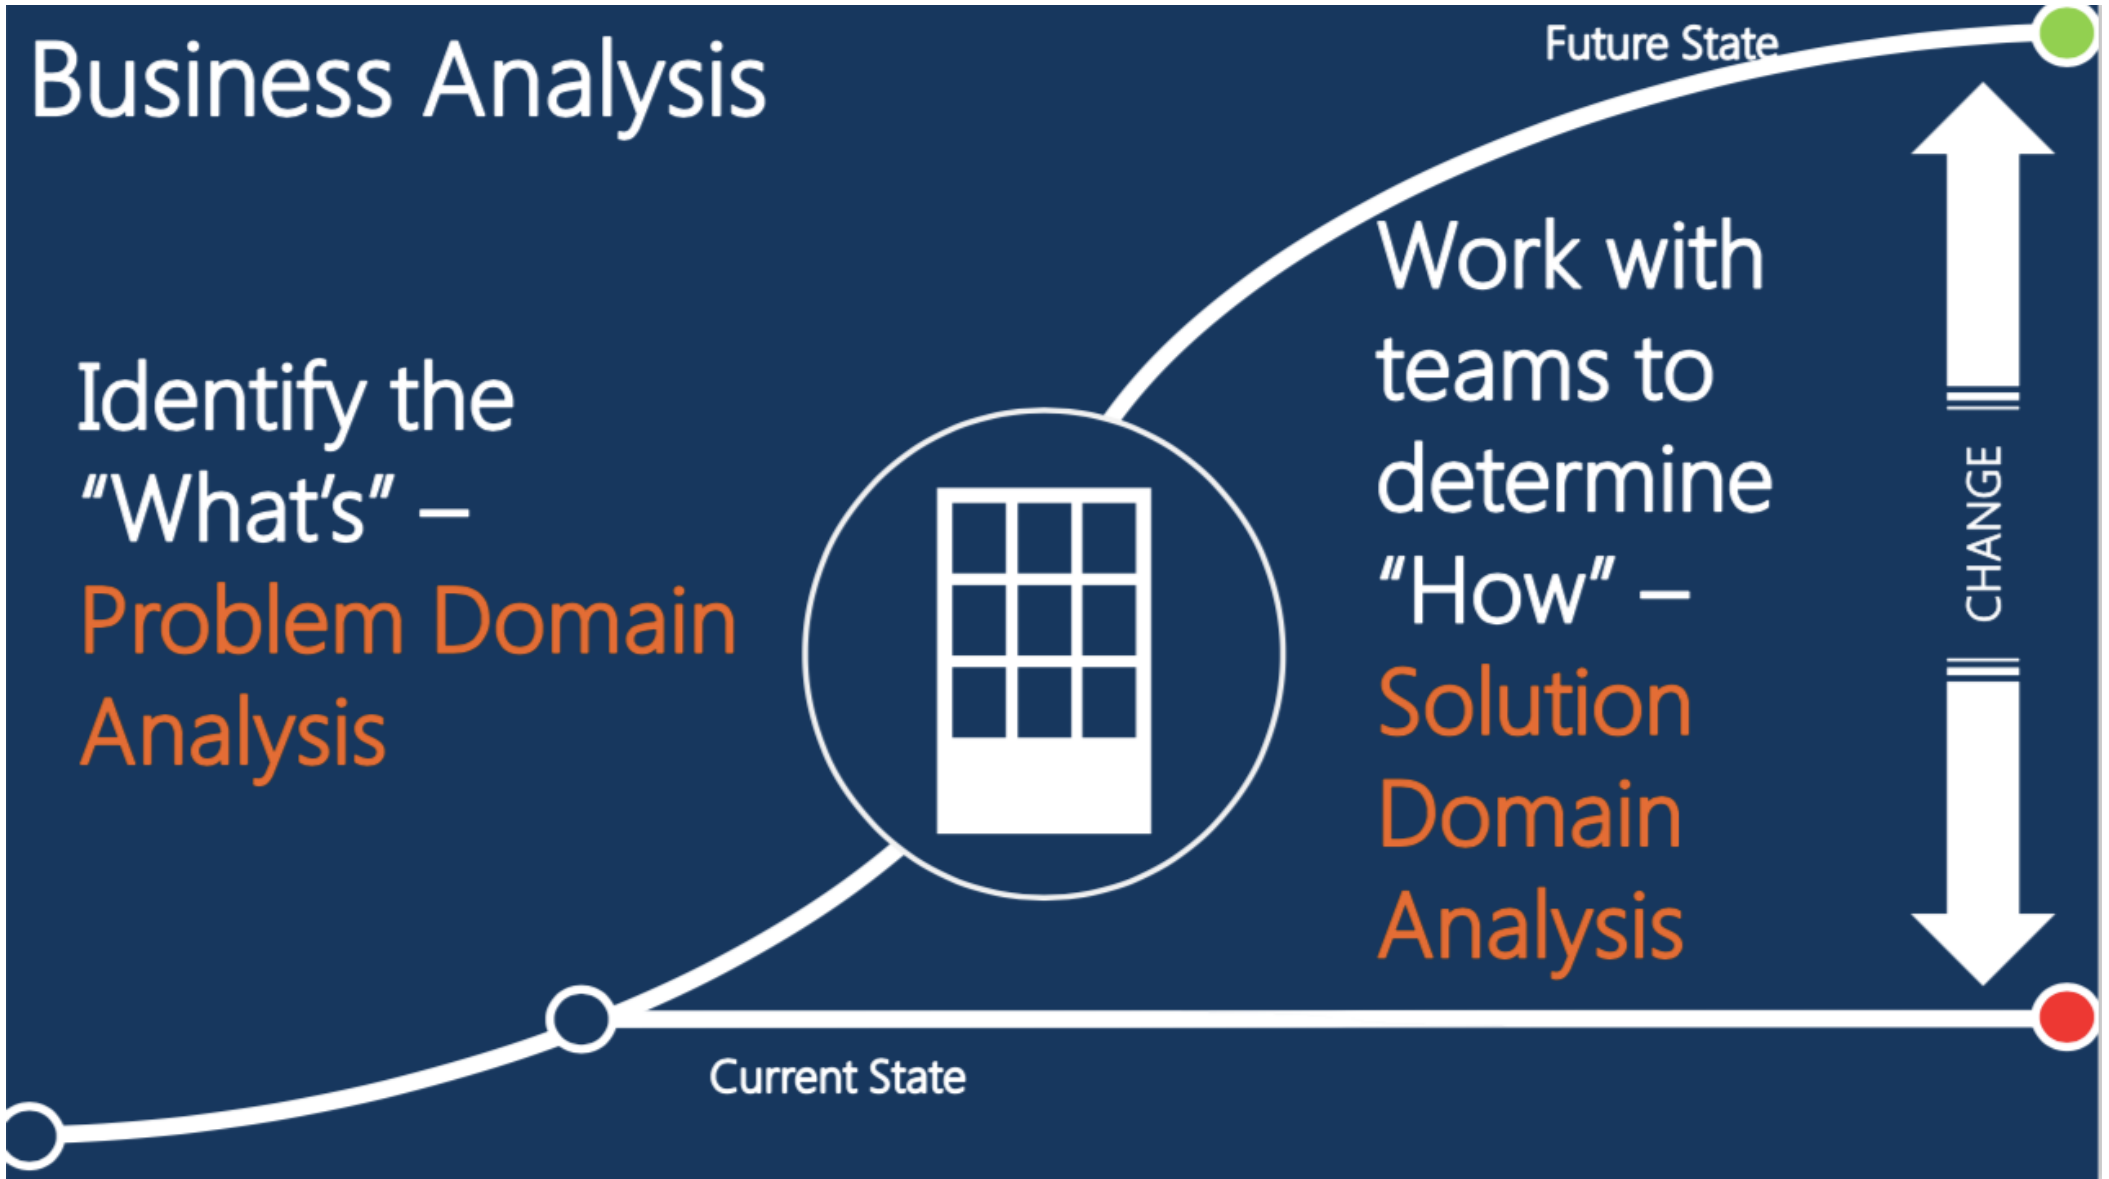 Business Analysis
Future State
Identify the
“What’s” –
Problem Domain
Analysis
Work with
teams to
determine
“How” –
Solution
Domain
Analysis
CHANGE
Current State